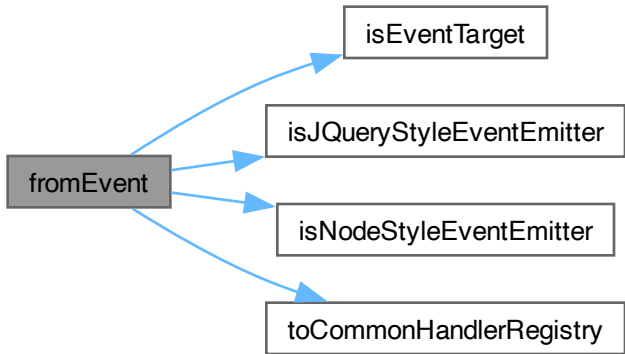 isEventTarget
isJQueryStyleEventEmitter
fromEvent
isNodeStyleEventEmitter
toCommonHandlerRegistry